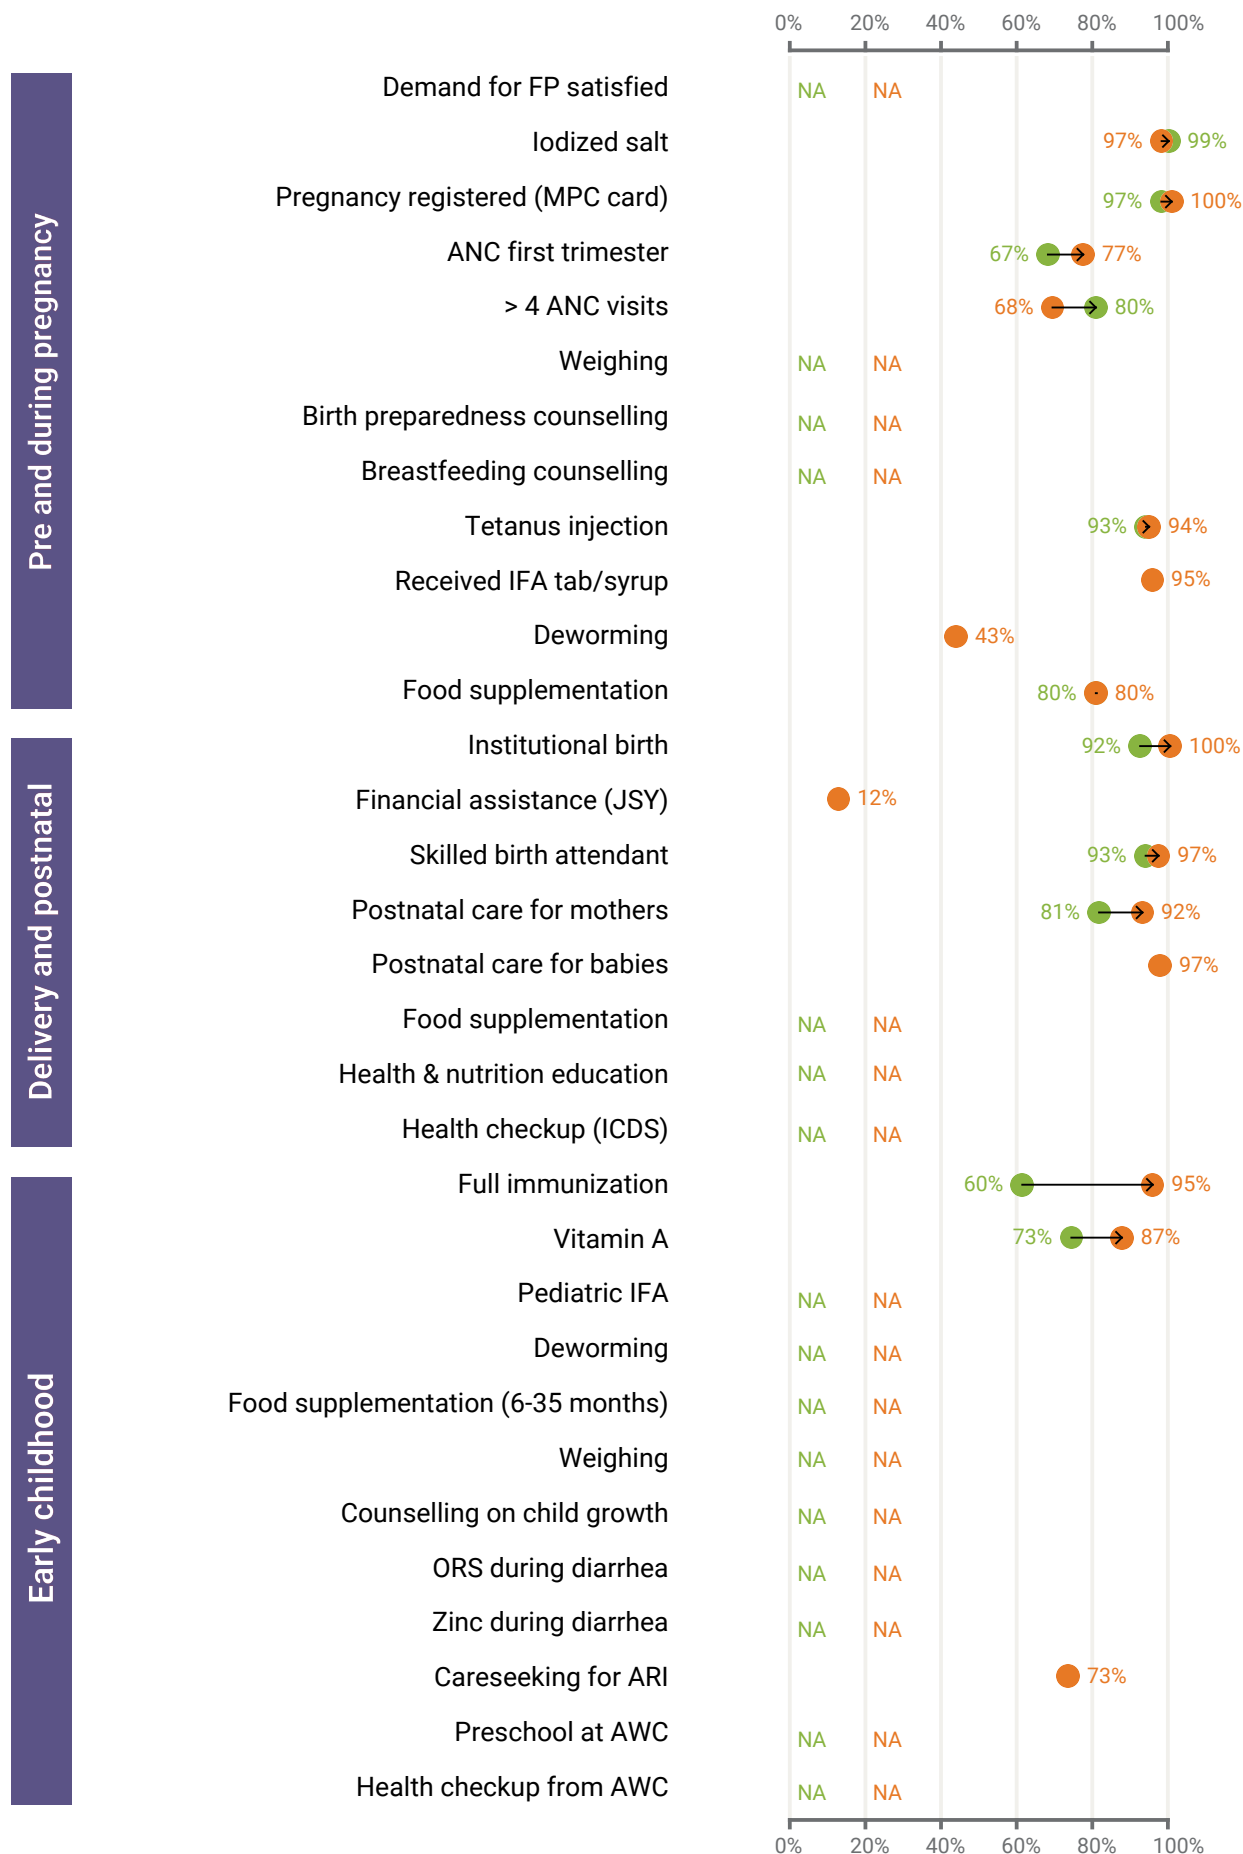 0% 20% 40% 60% 80% 100%
Pre and during pregnancy
Demand for FP satisfied NA NA
Iodized salt 97% 99%
Pregnancy registered (MPC card) 97% 100%
ANC first trimester 67% 77%
> 4 ANC visits 68% 80%
Weighing NA NA
Birth preparedness counselling NA NA
Breastfeeding counselling NA NA
Tetanus injection 93% 94%
Received IFA tab/syrup 95%
Deworming 43%
Food supplementation 80% 80%
Delivery and postnatal
Institutional birth 92% 100%
Financial assistance (JSY) 12%
Skilled birth attendant 93% 97%
Postnatal care for mothers 81% 92%
Postnatal care for babies 97%
Food supplementation NA NA
Health & nutrition education NA NA
Health checkup (ICDS) NA NA
Early childhood
Full immunization 60% 95%
Vitamin A 73% 87%
Pediatric IFA NA NA
Deworming NA NA
Food supplementation (6-35 months) NA NA
Weighing NA NA
Counselling on child growth NA NA
ORS during diarrhea NA NA
Zinc during diarrhea NA NA
Careseeking for ARI 73%
Preschool at AWC NA NA
Health checkup from AWC NA NA
0% 20% 40% 60% 80% 100%